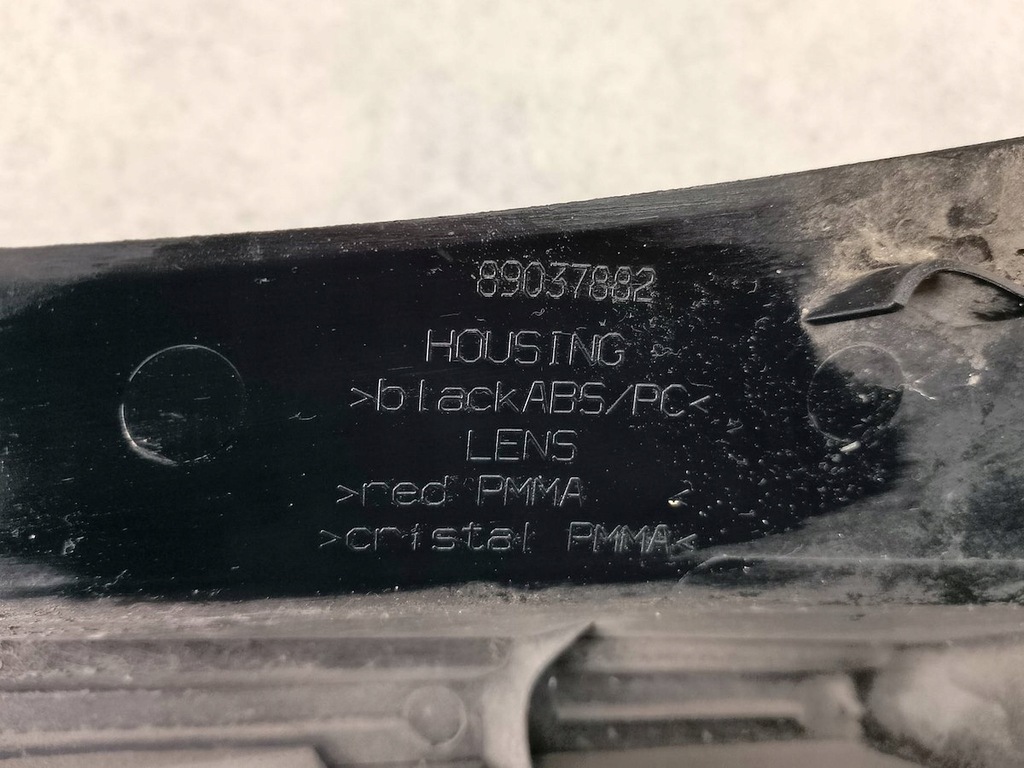 89037882
HOUSING
>blackABS/PC<
LENS
>red PMMA <
>cristal PMMA<